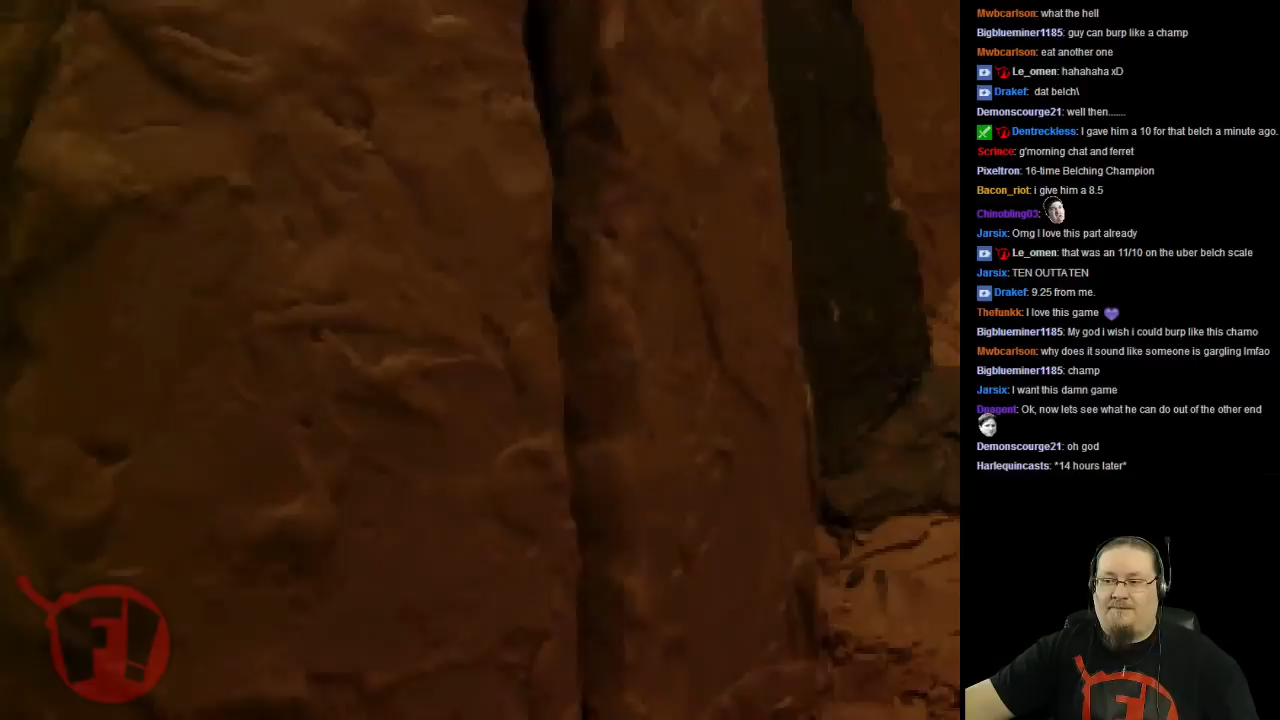 Mwbcarlson: what the hell
Bigblueminer1185: guy can burp like a champ
Mwbcarlson: eat another one
Le_omen: hahahaha xD
Drakef: dat belch\
Demonscourge21: well then.......
Dentreckless: I gave him a 10 for that belch a minute ago.
Scrince: g'morning chat and ferret
Pixeltron: 16-time Belching Champion
Bacon_riot: i give him a 8.5
Chinobling03:
Jarsix: Omg I love this part already
Le_omen: that was an 11/10 on the uber belch scale
Jarsix: TEN OUTTA TEN
Drakef: 9.25 from me.
Thefunkk: I love this game
Bigblueminer1185: My god i wish i could burp like this chamo
Mwbcarlson: why does it sound like someone is gargling lmfao
Bigblueminer1185: champ
Jarsix: I want this damn game
Dnagent: Ok, now lets see what he can do out of the other end
Demonscourge21: oh god
Harlequincasts: *14 hours later*
F!
F!